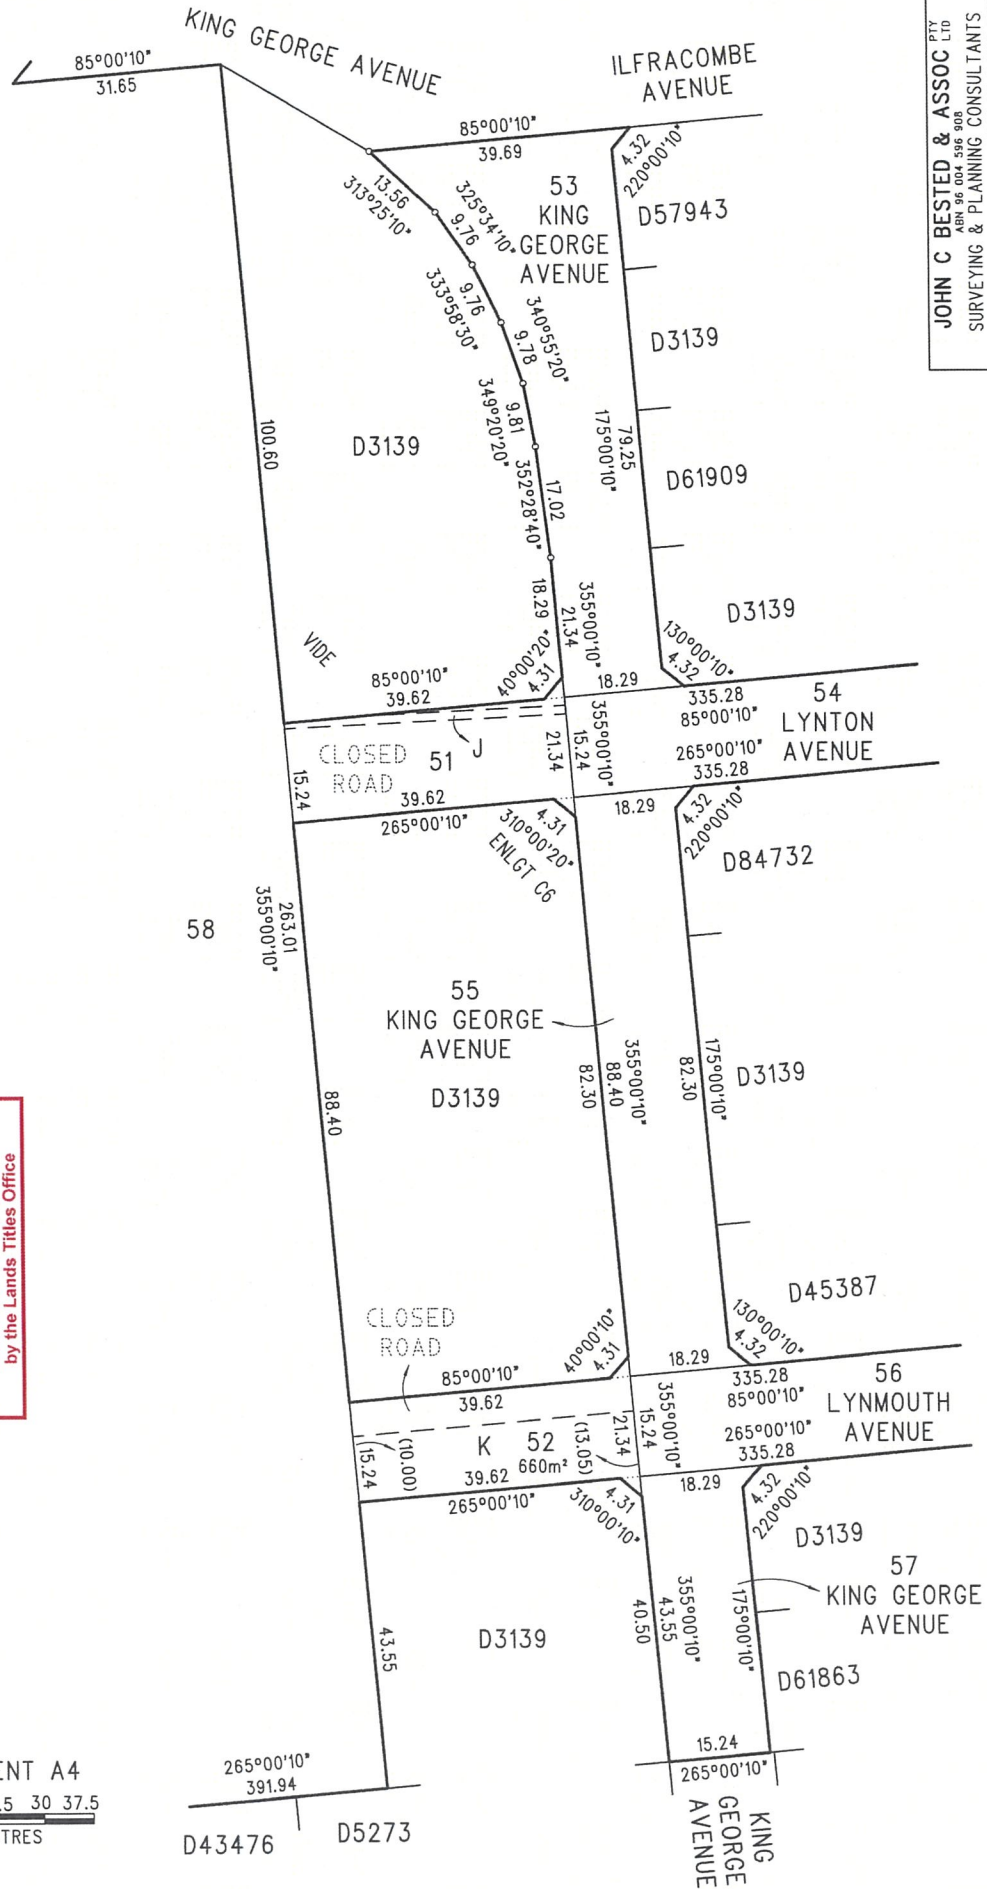 KING GEORGE AVENUE
85°00'10"
31.65
ILFRACOMBE
AVENUE
85°00'10"
39.69
4.32
220°00'10"
JOHN C BESTED & ASSOC PTY LTD
ABN 96 004 596 908
SURVEYING & PLANNING CONSULTANTS
13.56
313°25'10"
325°34'10"
9.76
53
KING
GEORGE
AVENUE
D57943
9.76
333°58'30"
340°55'20"
9.78
D3139
9.81
349°20'20"
100.60
D3139
79.25
175°00'10"
D61909
17.02
352°28'40"
18.29
355°00'10"
21.34
D3139
VIDE
130°00'10"
4.32
85°00'10"
39.62
40°00'20"
4.31
18.29
335.28
85°00'10"
54
LYNTON
AVENUE
J
51
CLOSED
ROAD
21.34
355°00'10"
15.24
265°00'10"
335.28
15.24
39.62
265°00'10"
4.31
310°00'20"
ENLGT C6
18.29
4.32
220°00'10"
D84732
58
263.01
355°00'10"
55
KING GEORGE
AVENUE
D3139
355°00'10"
88.40
82.30
175°00'10"
82.30
D3139
88.40
D45387
CLOSED
ROAD
40°00'10"
4.31
130°00'10"
4.32
85°00'10"
39.62
18.29
335.28
85°00'10"
56
LYNMOUTH
AVENUE
355°00'10"
15.24
21.34
265°00'10"
335.28
K
52
660m²
(10.00)
(13.05)
15.24
39.62
265°00'10"
4.31
310°00'10"
18.29
4.32
220°00'10"
D3139
57
KING GEORGE
AVENUE
43.55
D3139
355°00'10"
43.55
40.50
175°00'10"
D61863
15.24
265°00'10"
KING
GEORGE
AVENUE
265°00'10"
391.94
D43476
D5273
by the Lands Titles Office
ENT A4
.5 30 37.5
TRES